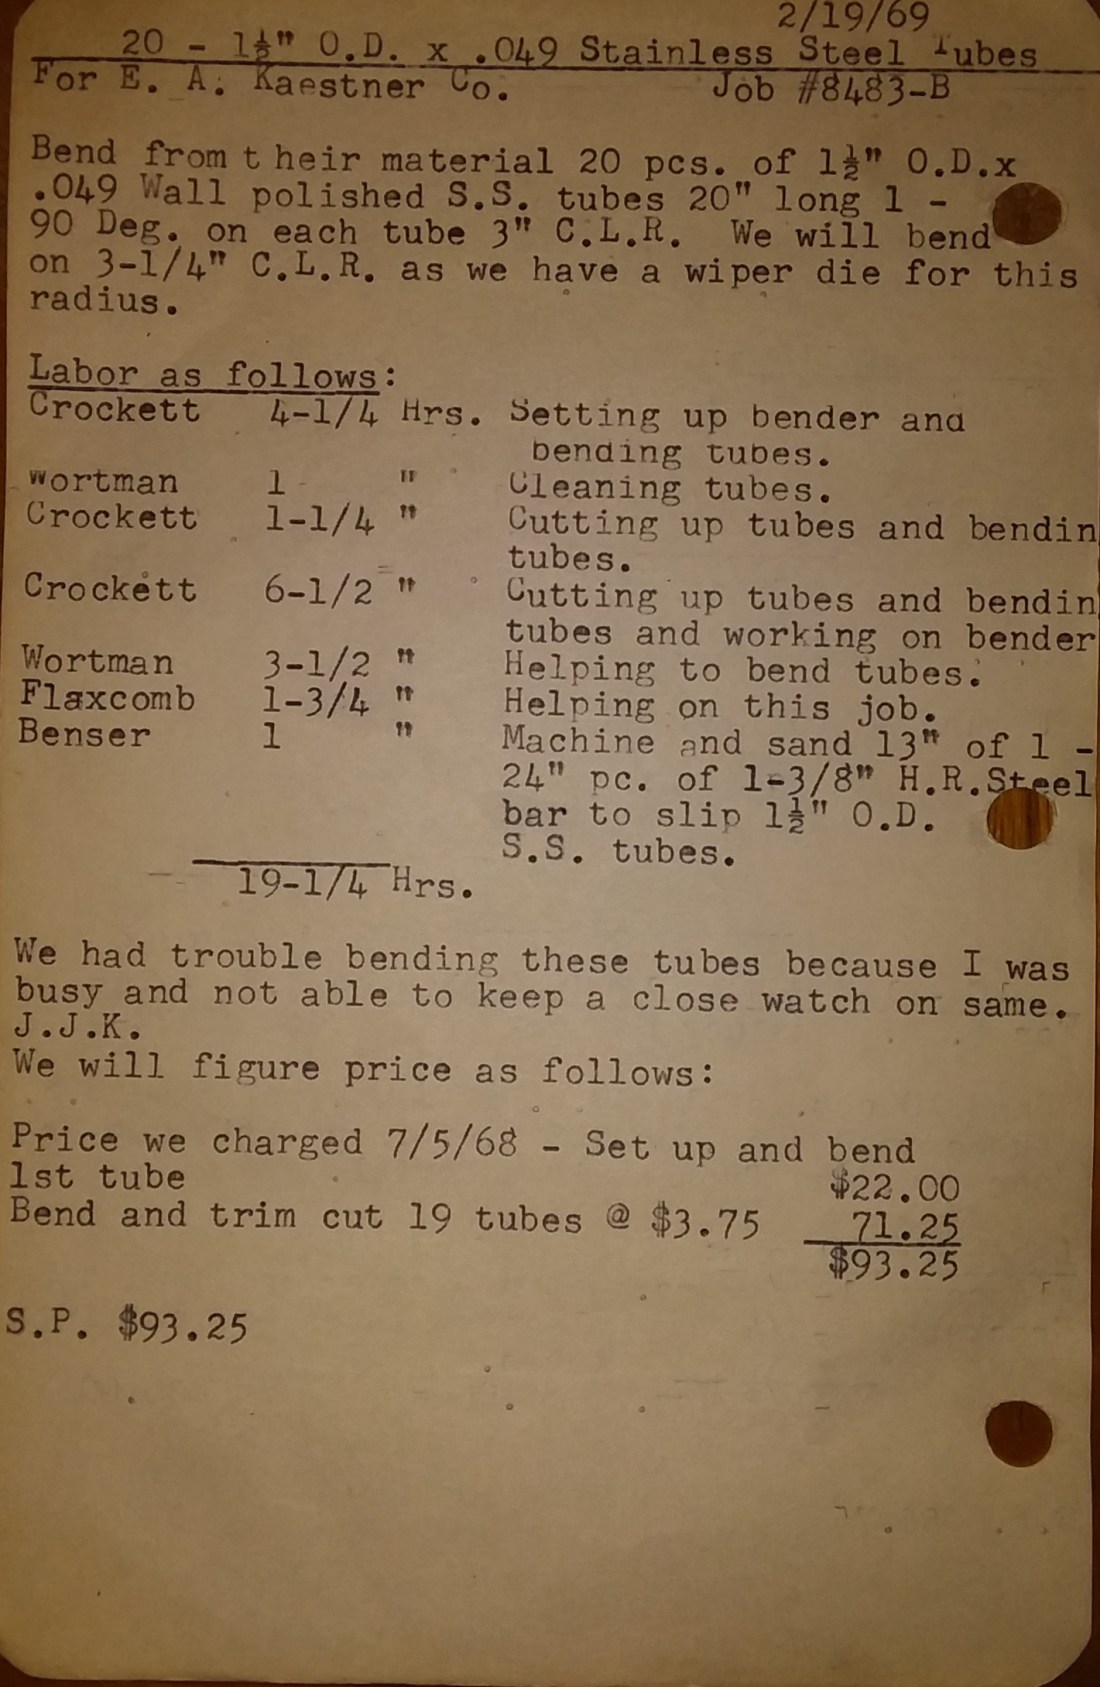 2/19/69
20 - 1½" O.D. x .049 Stainless Steel Tubes
For E. A. Kaestner Co. Job #8483-B
Bend from t heir material 20 pcs. of 1½" O.D.x
.049 Wall polished S.S. tubes 20" long 1 -
90 Deg. on each tube 3" C.L.R. We will bend
on 3-1/4" C.L.R. as we have a wiper die for this
radius.
Labor as follows:
Crockett 4-1/4 Hrs. Setting up bender and
bending tubes.
Wortman 1 " Cleaning tubes.
Crockett 1-1/4 " Cutting up tubes and bendin
tubes.
Crockett 6-1/2 " Cutting up tubes and bendin
tubes and working on bender
Wortman 3-1/2 " Helping to bend tubes.
Flaxcomb 1-3/4 " Helping on this job.
Benser 1 " Machine and sand 13" of 1 -
24" pc. of 1-3/8" H.R.Steel
bar to slip 1½" O.D.
S.S. tubes.
19-1/4 Hrs.
We had trouble bending these tubes because I was
busy and not able to keep a close watch on same.
J.J.K.
We will figure price as follows:
Price we charged 7/5/68 - Set up and bend
1st tube $22.00
Bend and trim cut 19 tubes @ $3.75 71.25
$93.25
S.P. $93.25